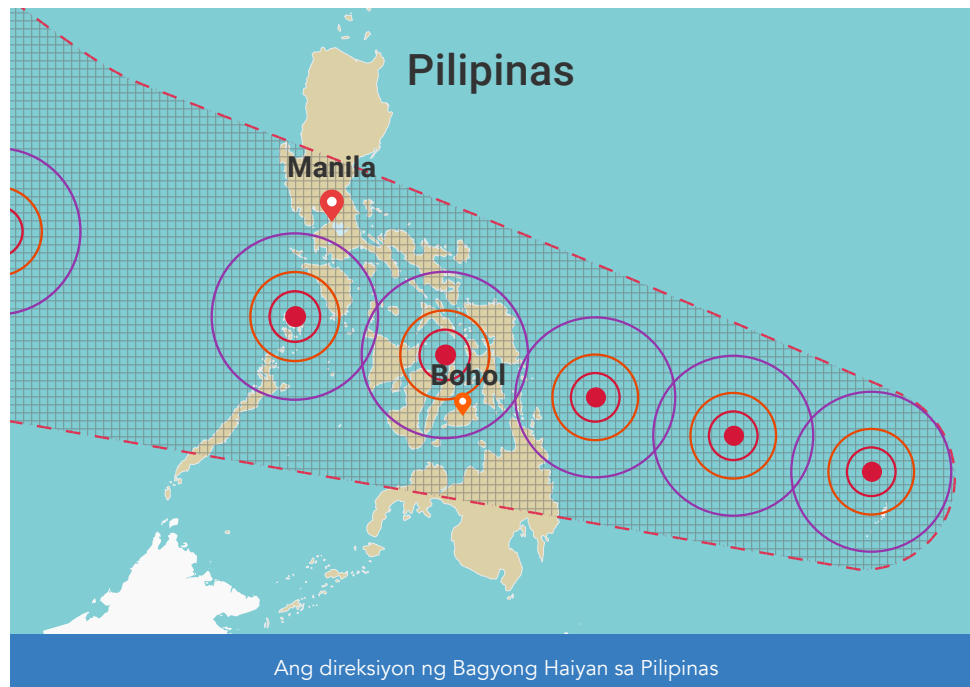 Pilipinas
Manila
Bohol
Ang direksiyon ng Bagyong Haiyan sa Pilipinas